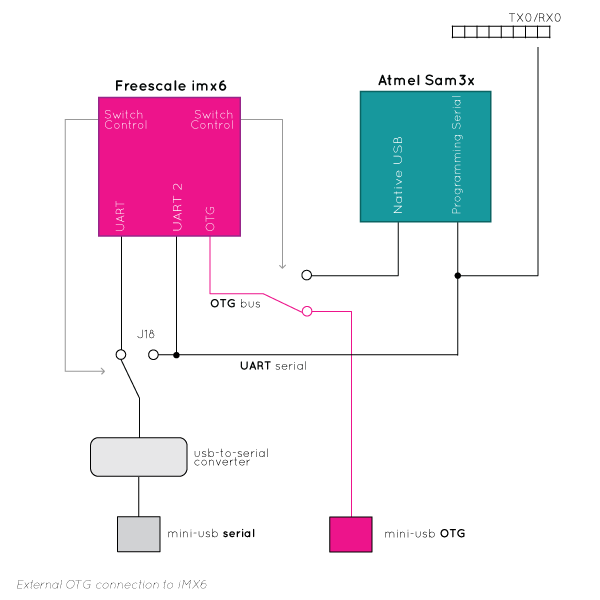 TX0/RX0
Freescale imx6
Atmel Sam3x
Switch
Control
Switch
Control
UART
UART 2
OTG
Native USB
Programming Serial
OTG bus
J18
UART serial
usb-to-serial
converter
mini-usb serial
mini-usb OTG
External OTG connection to iMX6